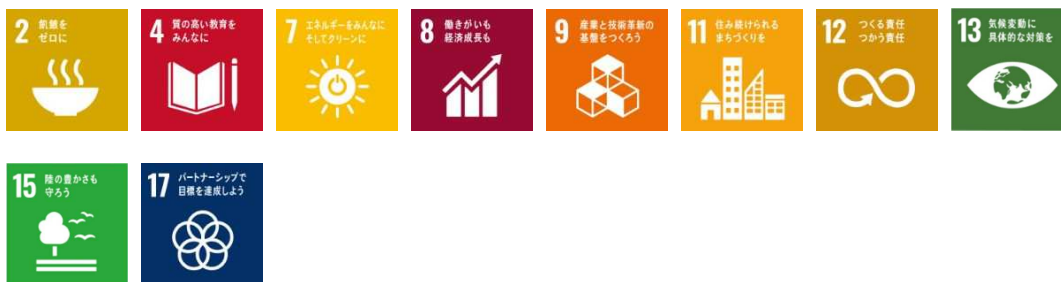 2 飢餓を
ゼロに
4 質の高い教育を
みんなに
7 エネルギーをみんなに
そしてクリーンに
8 働きがいも
経済成長も
9 産業と技術革新の
基盤をつくろう
11 住み続けられる
まちづくりを
12 つくる責任
つかう責任
13 気候変動に
具体的な対策を
15 陸の豊かさも
守ろう
17 パートナーシップで
目標を達成しよう